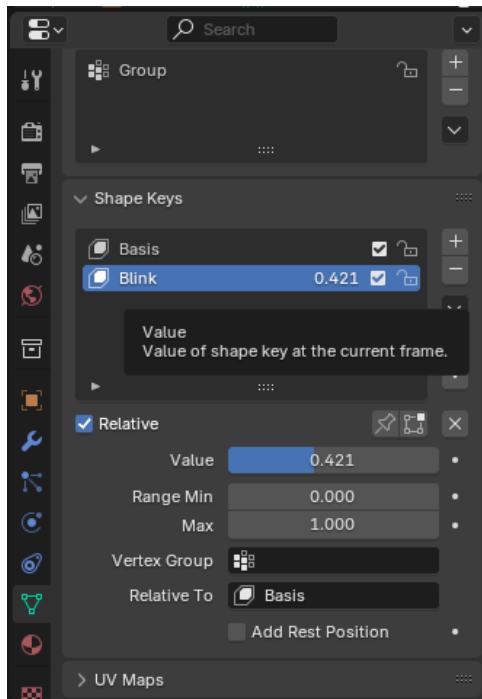 Search
Group
Shape Keys
Basis
Blink 0.421
Value
Value of shape key at the current frame.
Relative
Value 0.421
Range Min 0.000
Max 1.000
Vertex Group
Relative To Basis
Add Rest Position
UV Maps